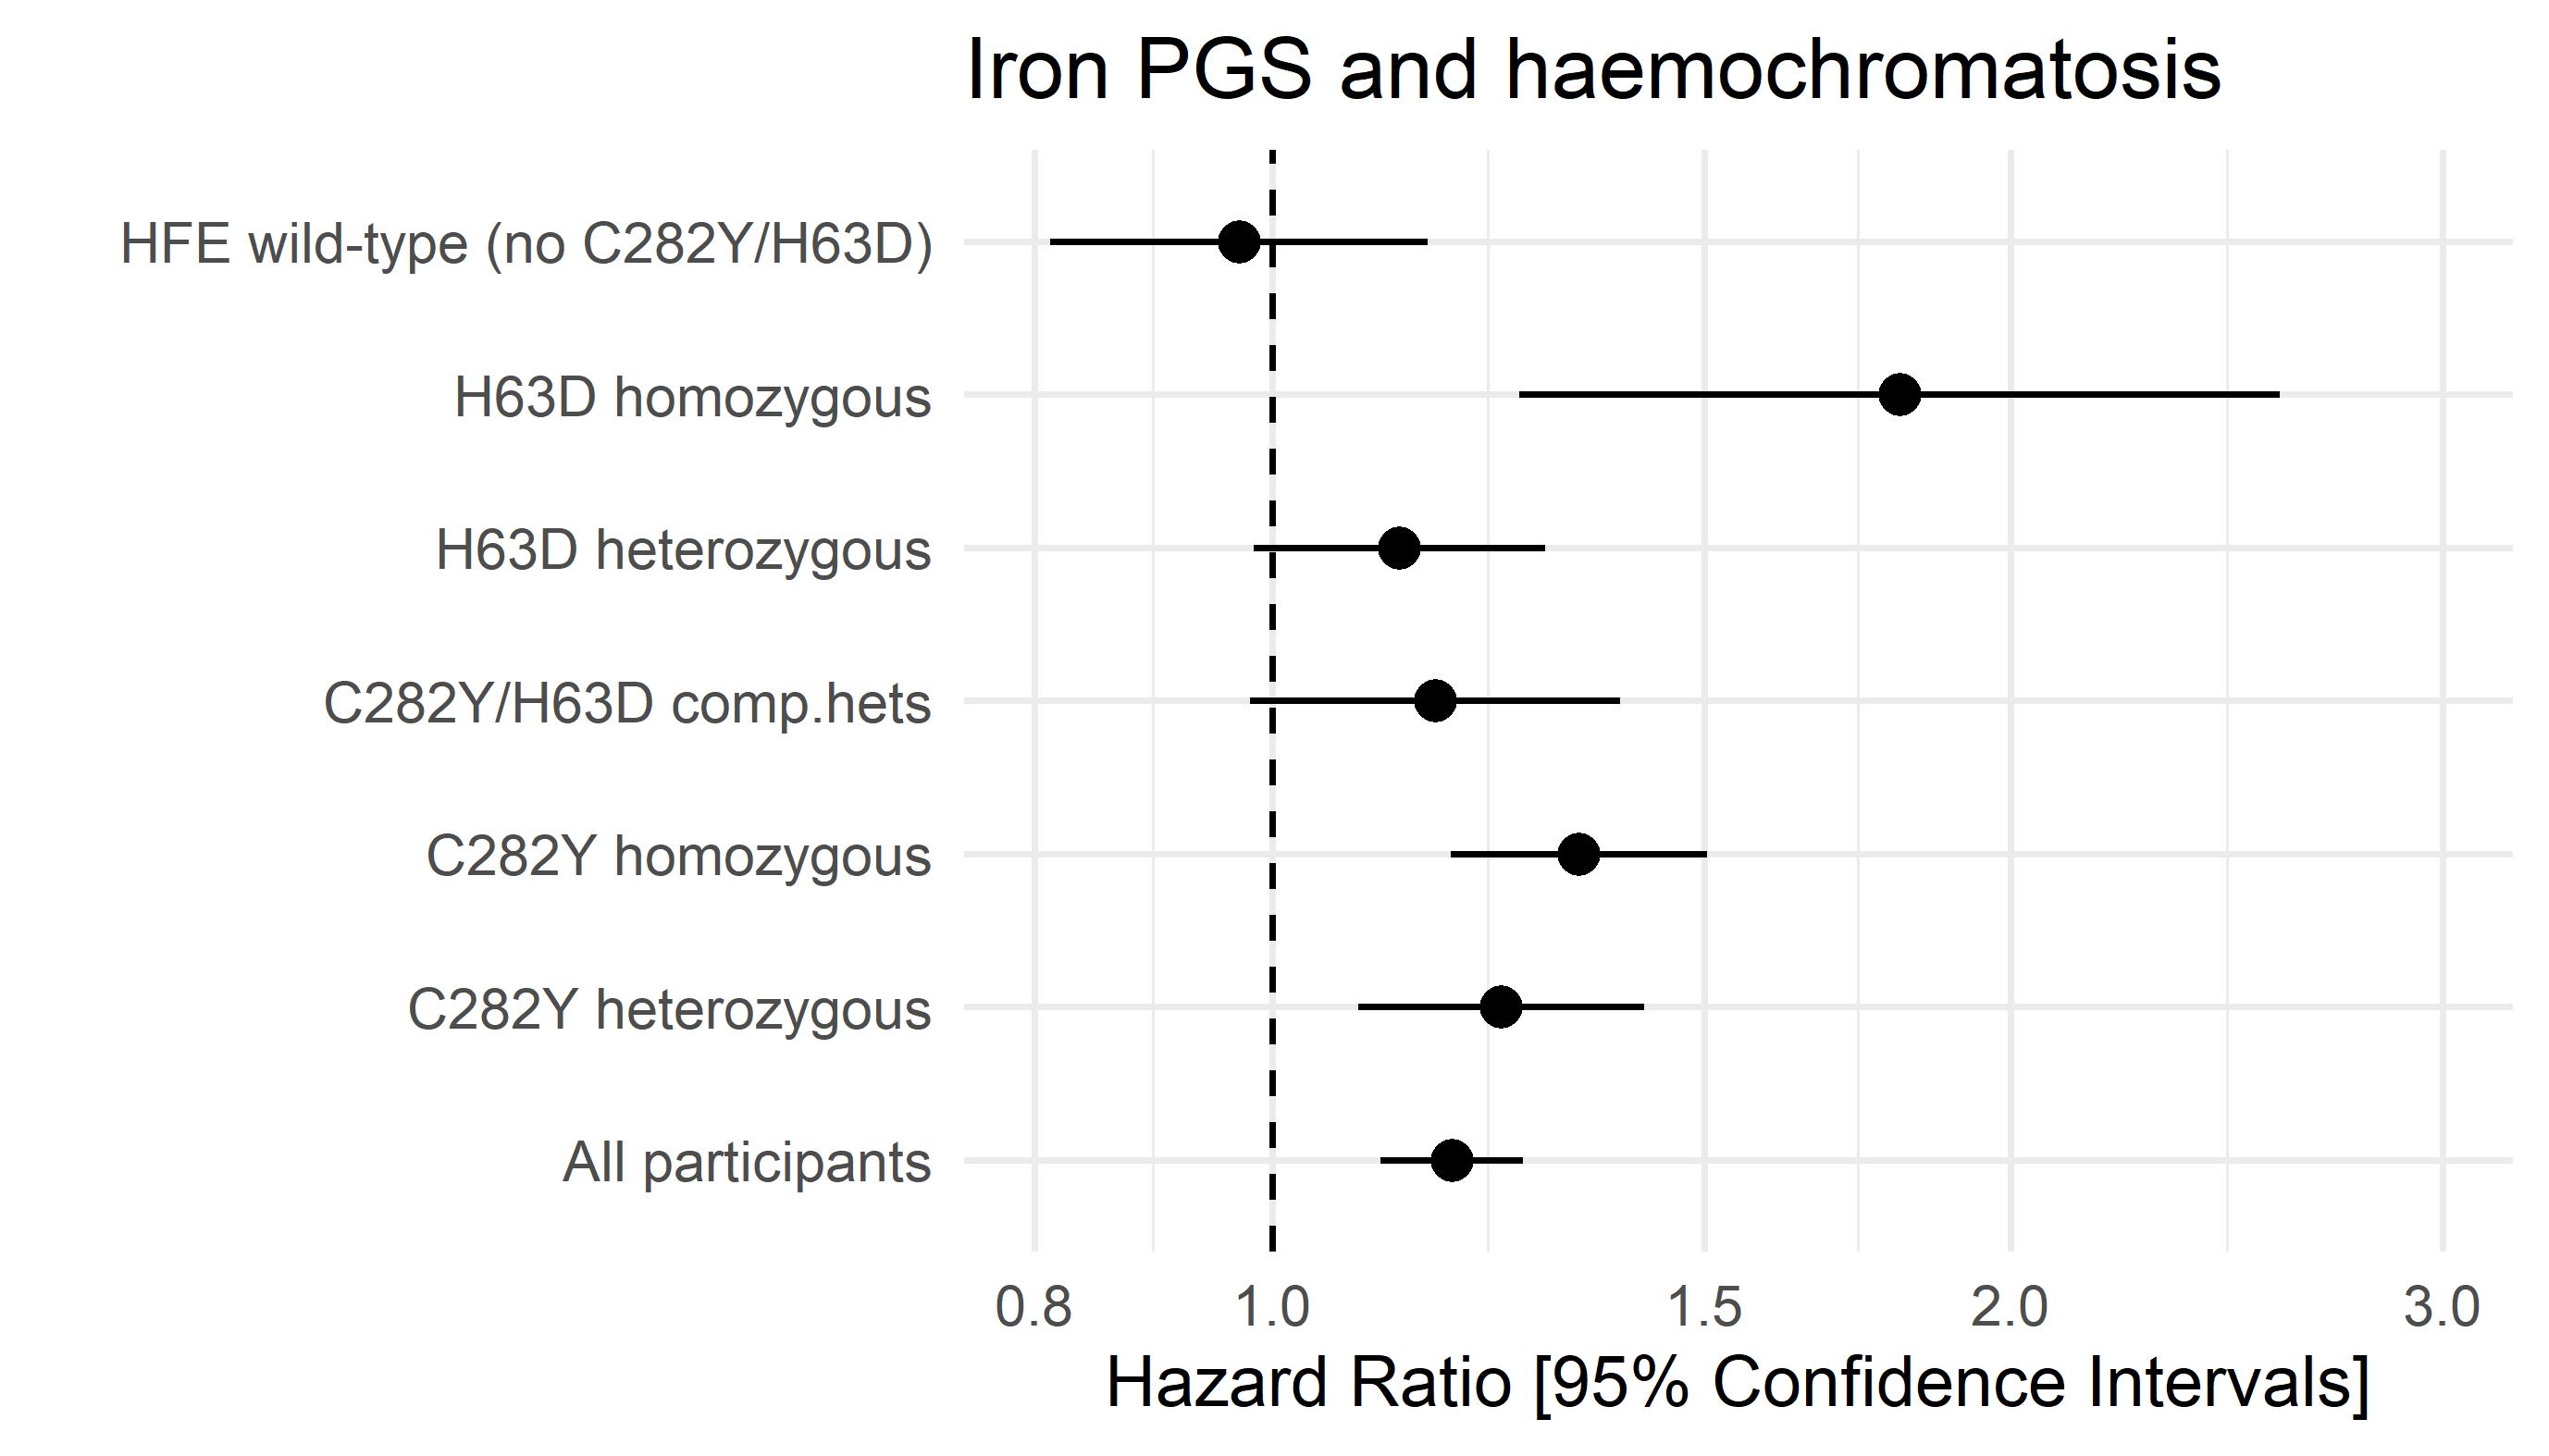 Iron PGS and haemochromatosis
HFE wild-type (no C282Y/H63D)
H63D homozygous
H63D heterozygous
C282Y/H63D comp.hets
C282Y homozygous
C282Y heterozygous
All participants
0.8 1.0 1.5 2.0 3.0
Hazard Ratio [95% Confidence Intervals]